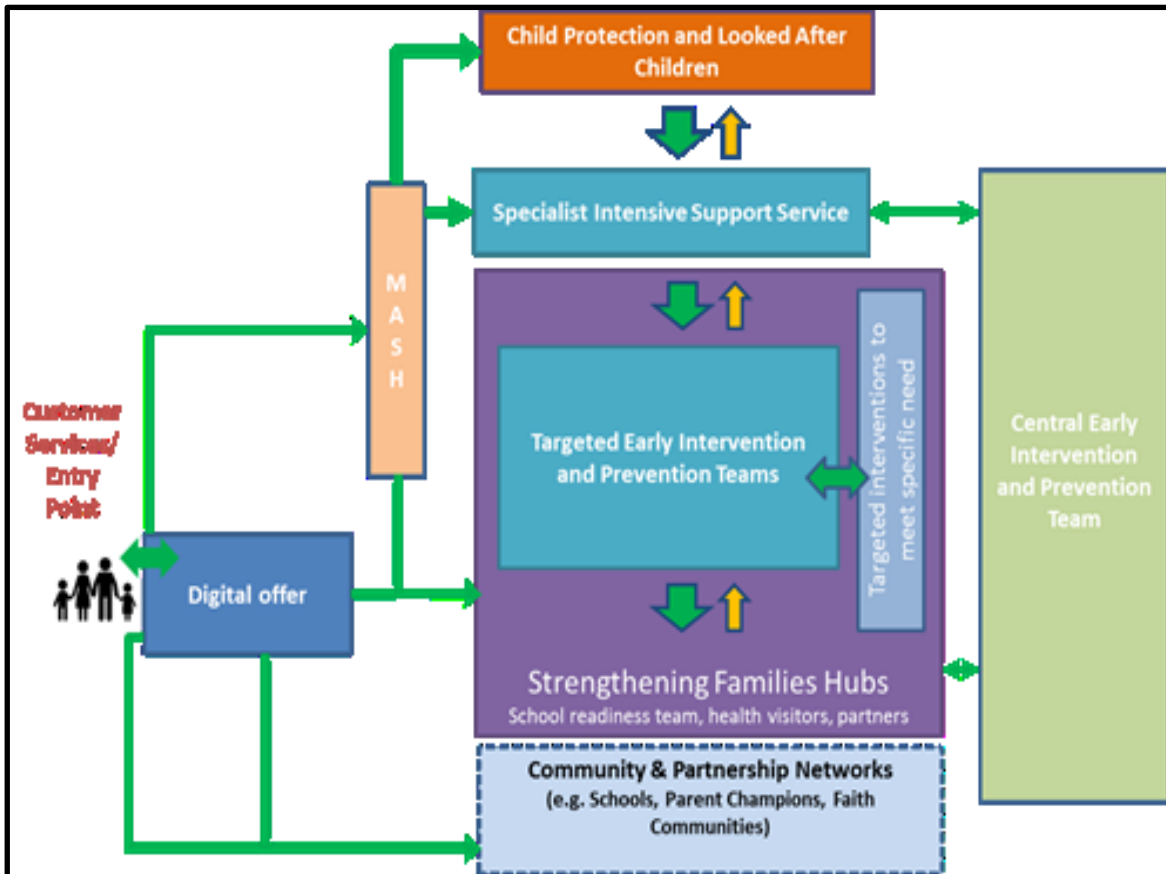 Child Protection and Looked After
Children
Specialist Intensive Support Service
M
A
S
H
Customer
Services/
Entry
Point
Digital offer
Targeted Early Intervention
and Prevention Teams
Targeted interventions to
meet specific need
Central Early
Intervention
and Prevention
Team
Strengthening Families Hubs
School readiness team, health visitors, partners
Community & Partnership Networks
(e.g. Schools, Parent Champions, Faith
Communities)